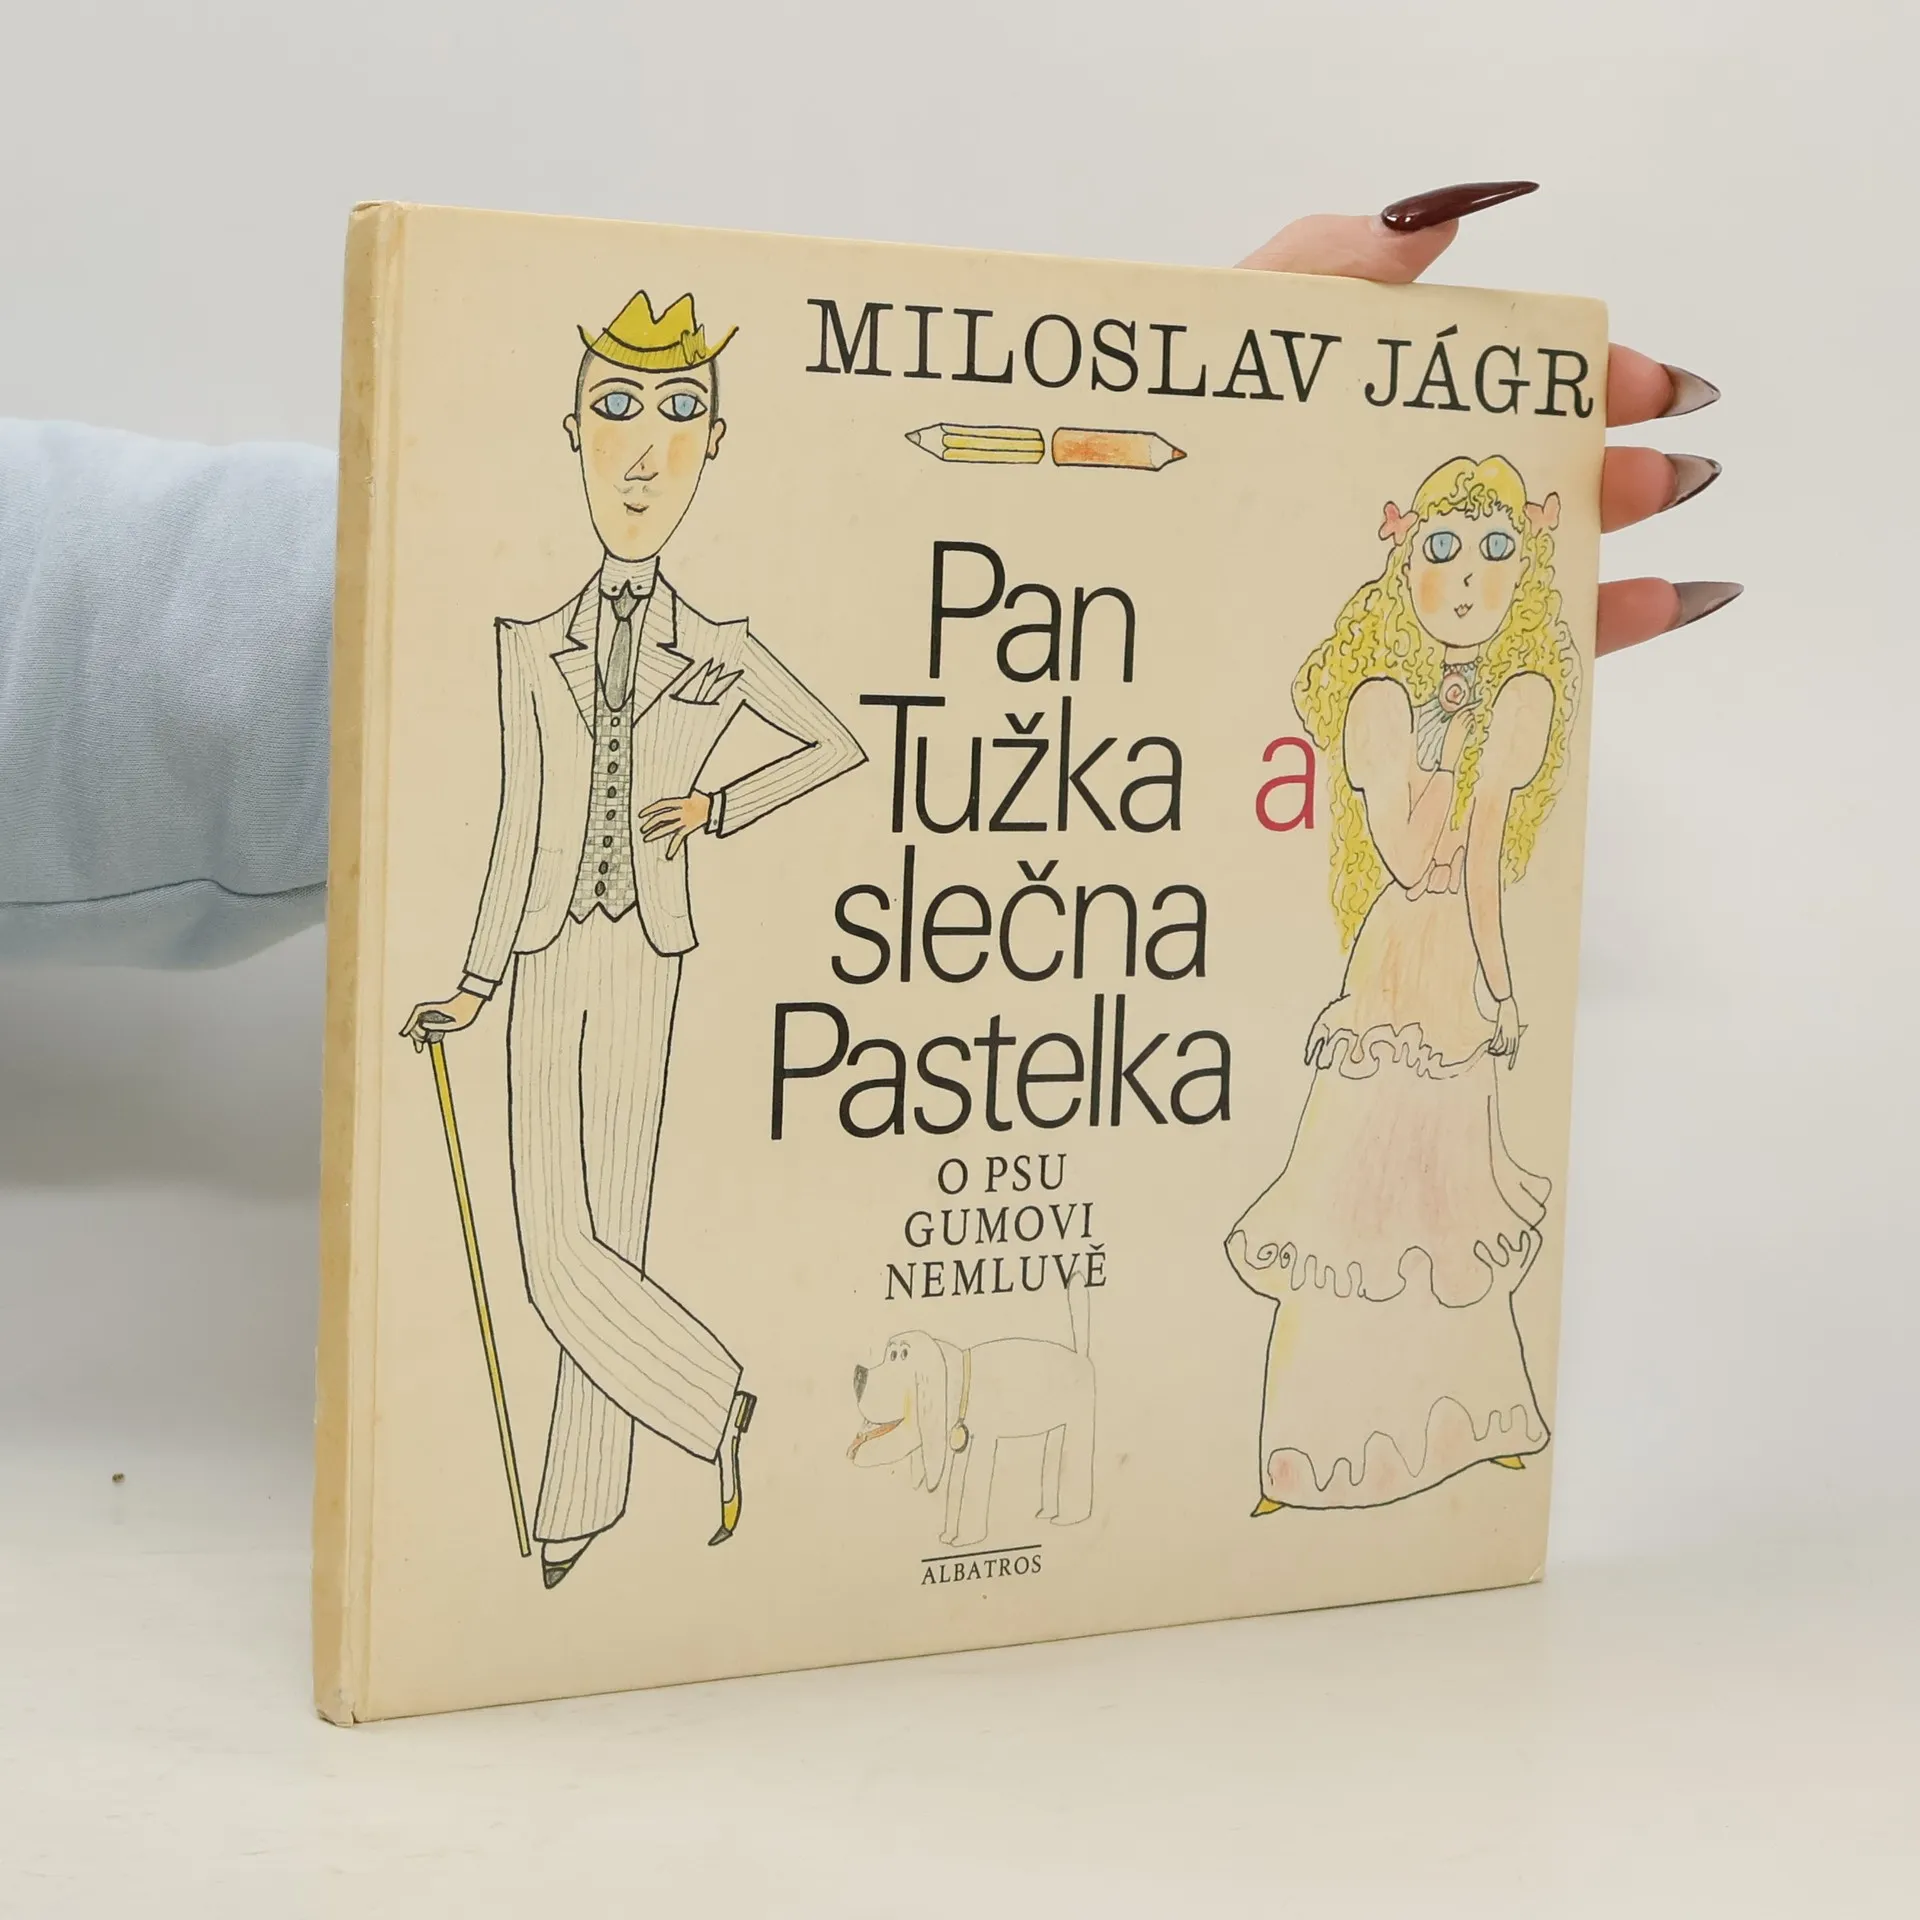 MILOSLAV JÁGR
Pan
Tužka a
slečna
Pastelka
O PSU
GUMOVI
NEMLUVĚ
ALBATROS